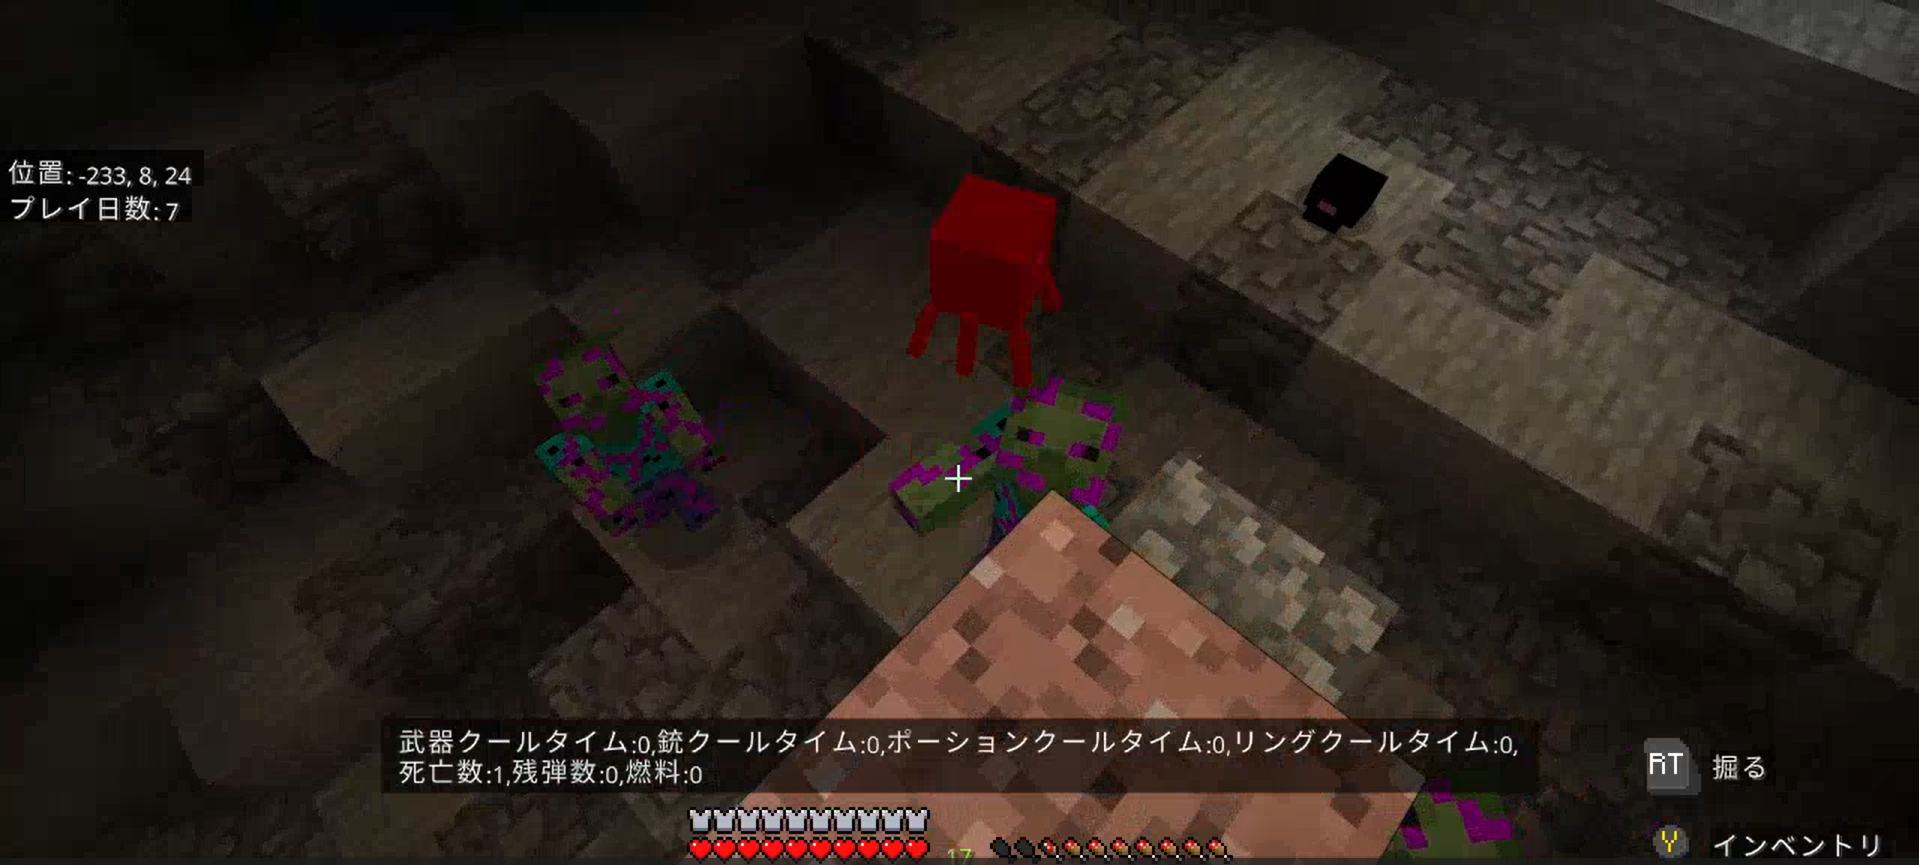 位置: -233, 8, 24
プレイ日数: 7
武器クールタイム:0,銃クールタイム:0,ポーションクールタイム:0,リングクールタイム:0,
死亡数:1,残弾数:0,燃料:0
RT 掘る
17
Y インベントリ